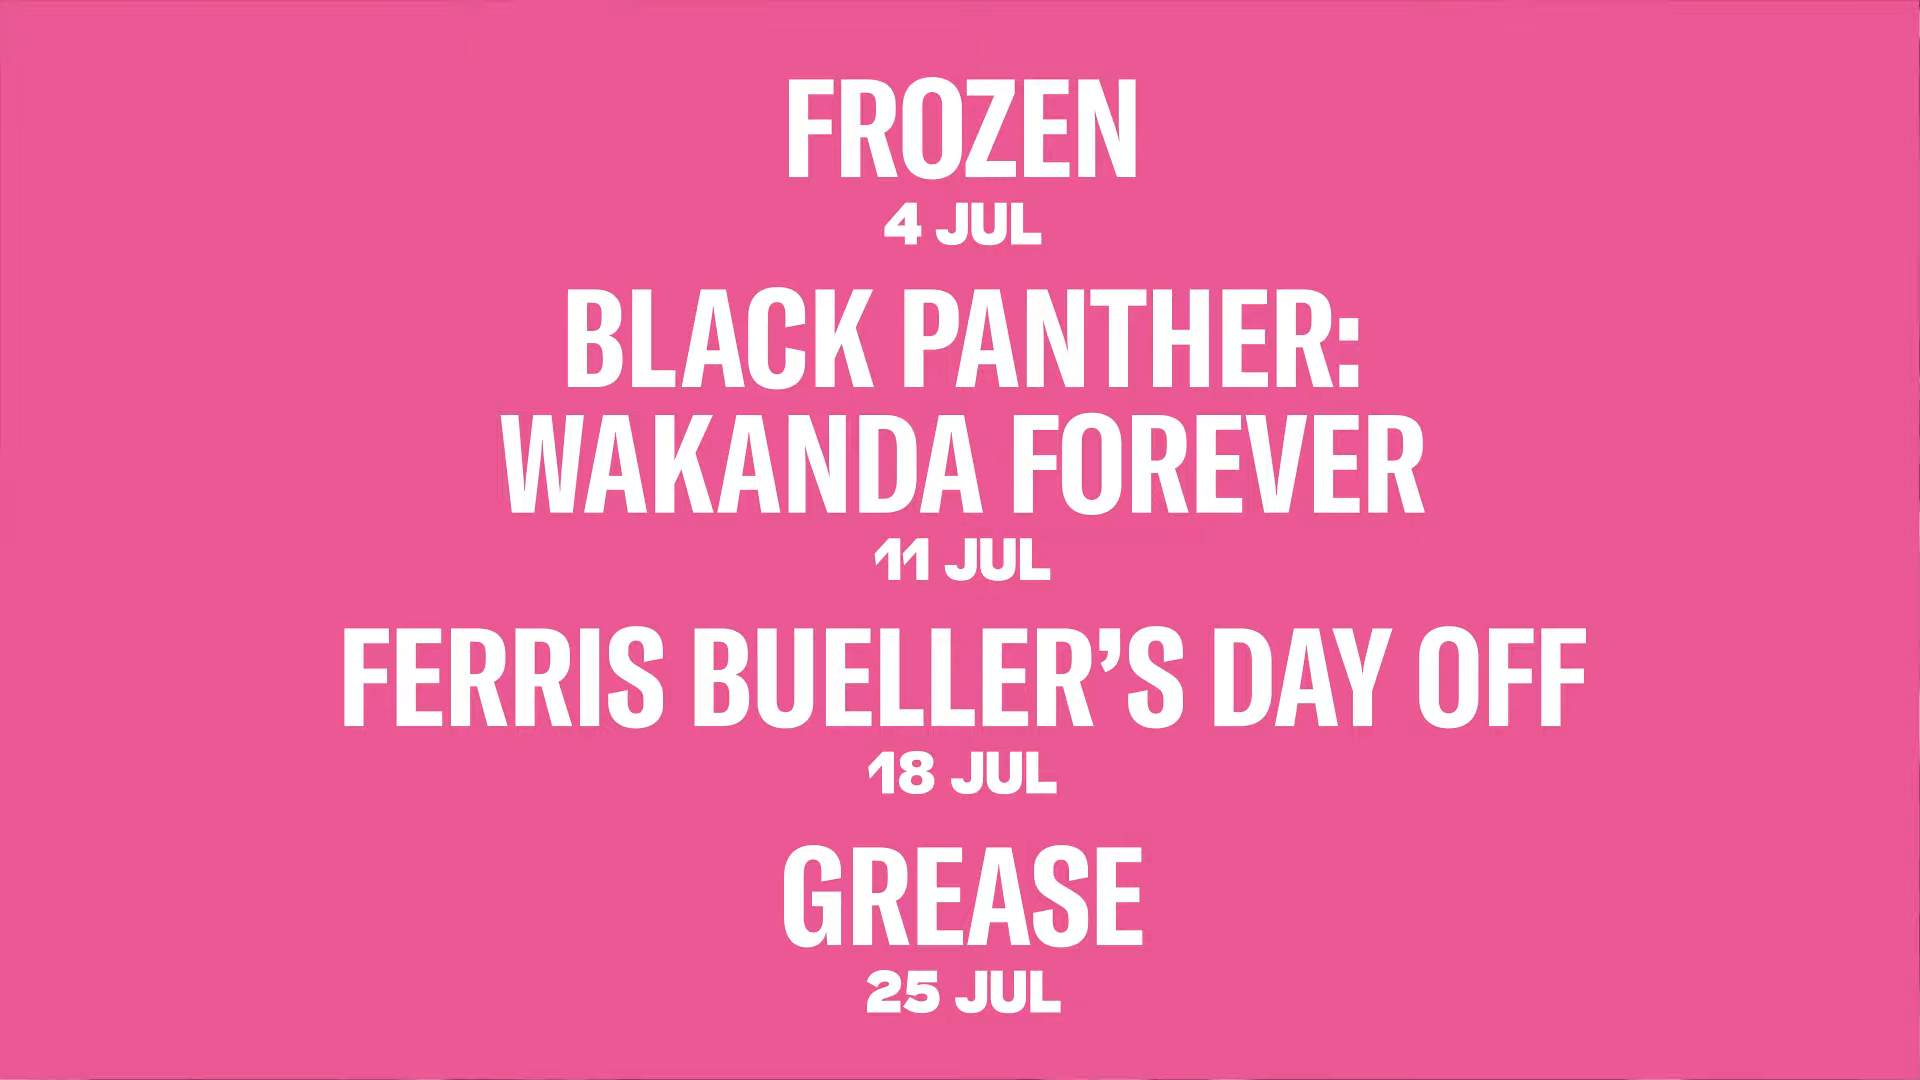 FROZEN
4 JUL
BLACK PANTHER:
WAKANDA FOREVER
11 JUL
FERRIS BUELLER’S DAY OFF
18 JUL
GREASE
25 JUL